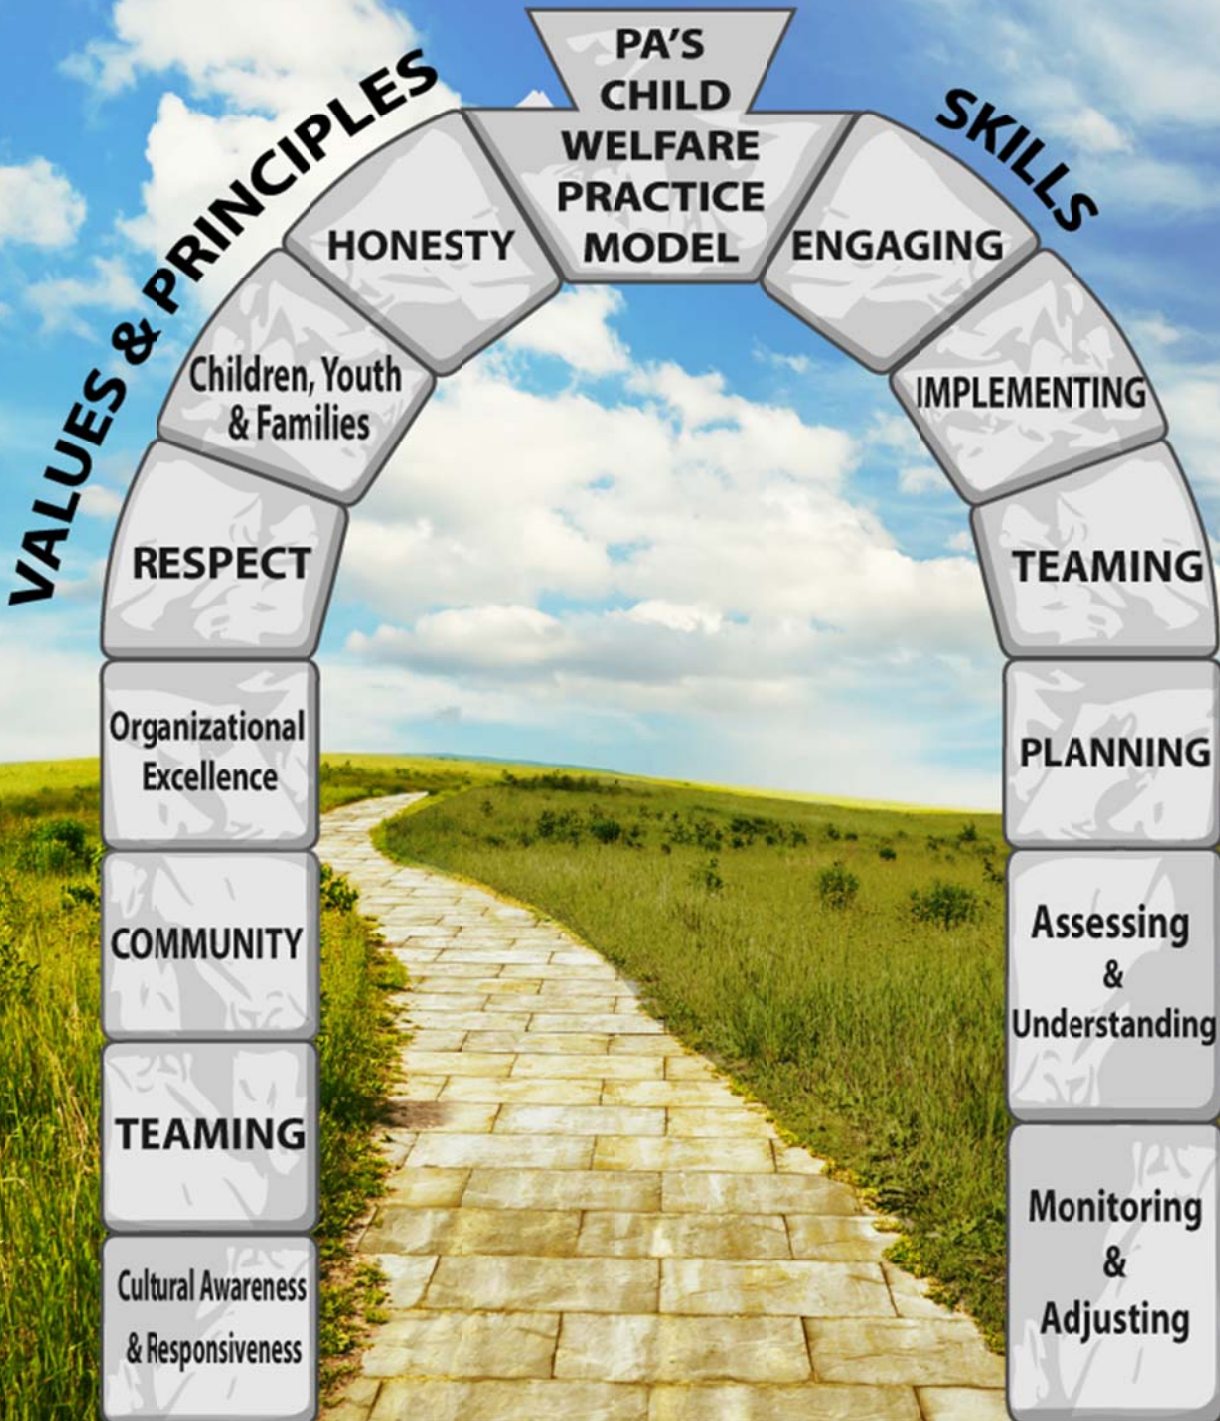 PA'S
CHILD
WELFARE
PRACTICE
MODEL
VALUES & PRINCIPLES
HONESTY
Children, Youth
& Families
RESPECT
Organizational
Excellence
COMMUNITY
TEAMING
Cultural Awareness
& Responsiveness
SKILLS
ENGAGING
IMPLEMENTING
TEAMING
PLANNING
Assessing
&
Understanding
Monitoring
&
Adjusting